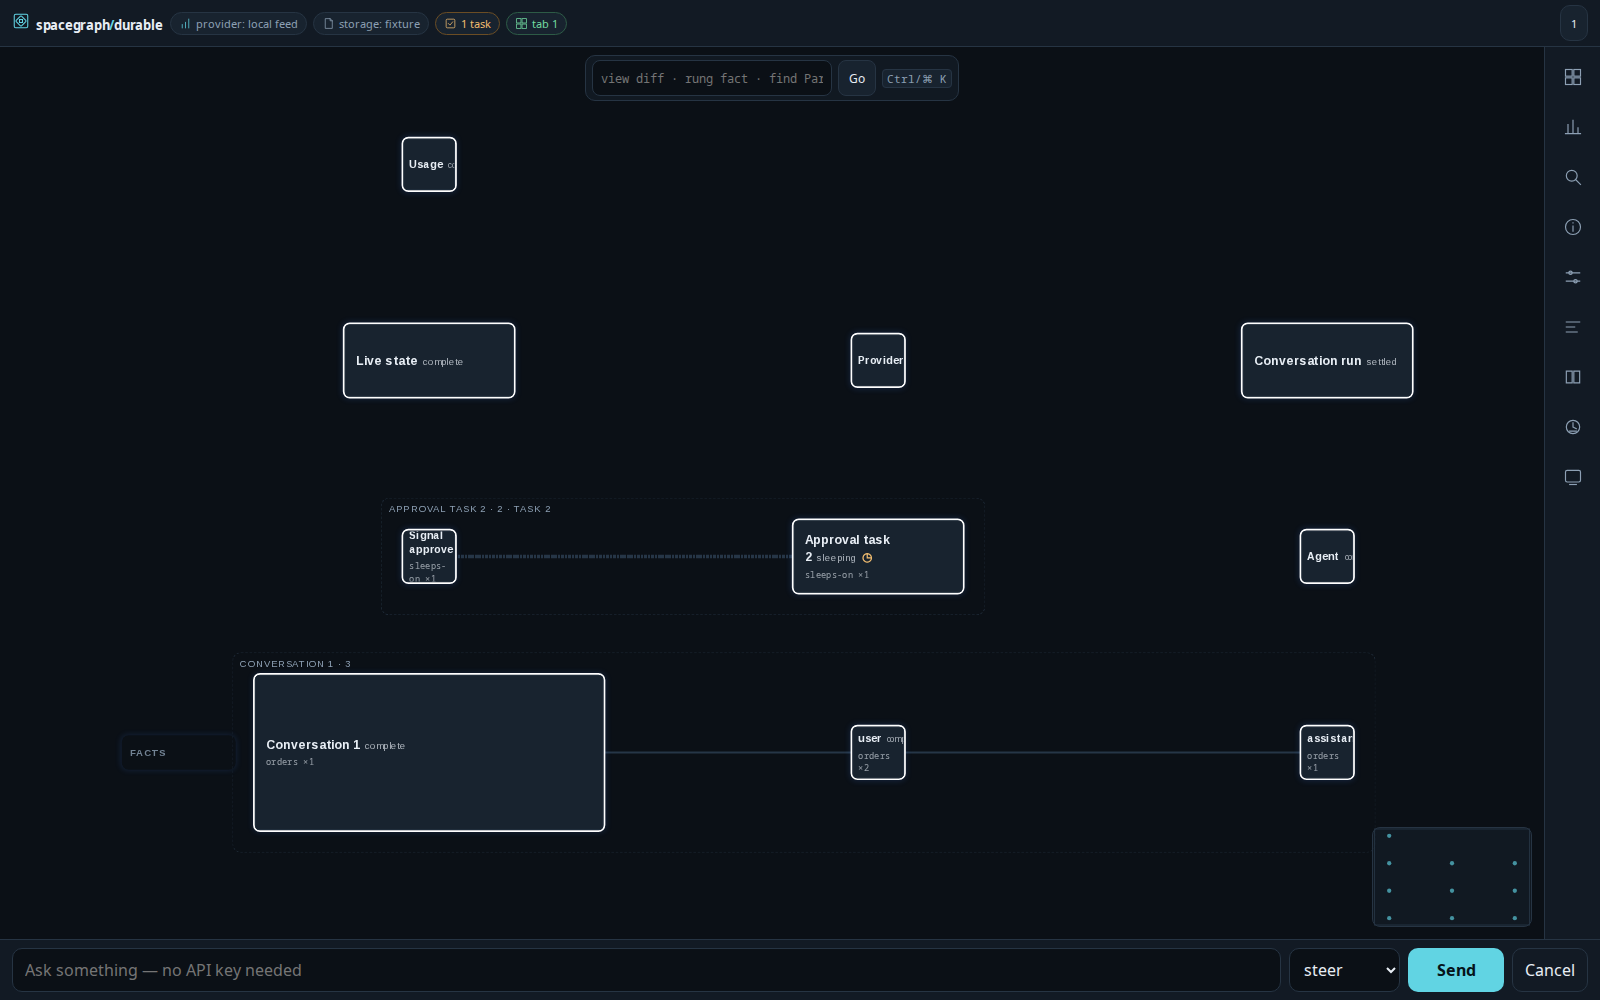 spacegraph/durable
provider: local feed
storage: fixture
1 task
tab 1
1
view diff · rung fact · find Par
Go
Ctrl/⌘ K
Usage
Live state complete
Provider
Conversation run settled
APPROVAL TASK 2 · 2 · TASK 2
Signal
approve
sleeps-
on ×1
Approval task
2 sleeping
sleeps-on ×1
Agent
CONVERSATION 1 · 3
FACTS
Conversation 1 complete
orders ×1
user comp
orders
×2
assistan
orders
×1
Ask something — no API key needed
steer
Send
Cancel